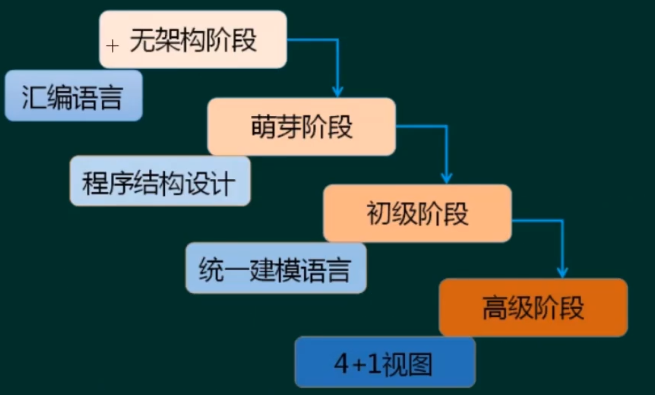 无架构阶段
汇编语言
萌芽阶段
程序结构设计
初级阶段
统一建模语言
高级阶段
4+1视图